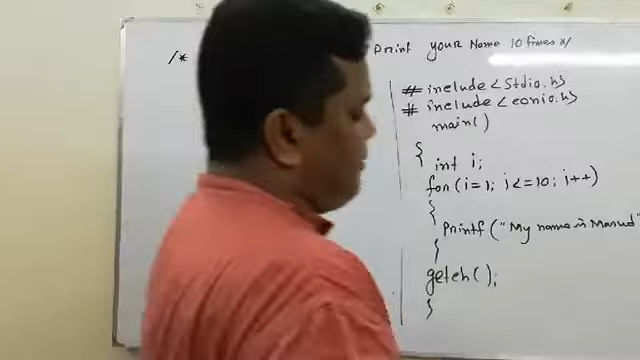 /* Print your Name 10 times */
# include < Stdio.h>
# include < conio.h>
main()
{
int i;
for (i=1; i<=10; i++)
{
Printf ("My name is Masud"
}
getch();
}